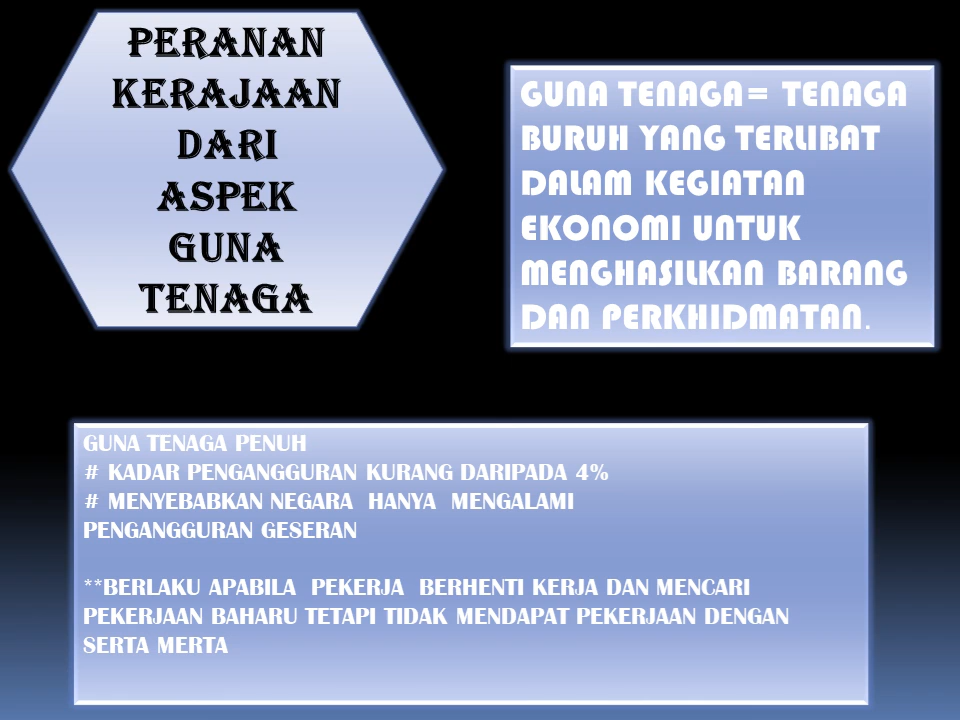 PERANAN
KERAJAAN
DARI
ASPEK
GUNA
TENAGA
GUNA TENAGA= TENAGA
BURUH YANG TERLIBAT
DALAM KEGIATAN
EKONOMI UNTUK
MENGHASILKAN BARANG
DAN PERKHIDMATAN.
GUNA TENAGA PENUH
# KADAR PENGANGGURAN KURANG DARIPADA 4%
# MENYEBABKAN NEGARA HANYA MENGALAMI
PENGANGGURAN GESERAN
**BERLAKU APABILA PEKERJA BERHENTI KERJA DAN MENCARI
PEKERJAAN BAHARU TETAPI TIDAK MENDAPAT PEKERJAAN DENGAN
SERTA MERTA